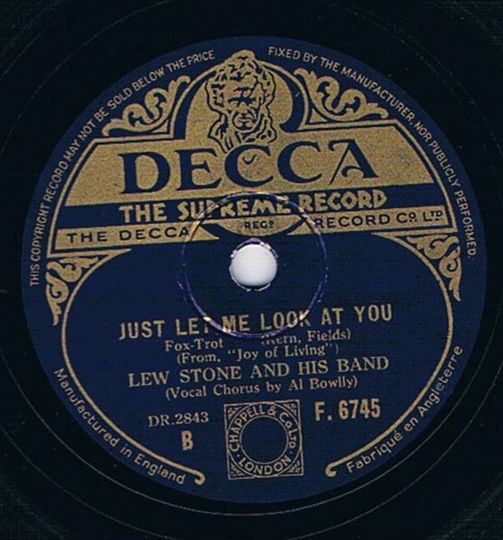 THIS COPYRIGHT RECORD MAY NOT BE SOLD BELOW THE PRICE
FIXED BY THE MANUFACTURER, NOR PUBLICLY PERFORMED.
DECCA
THE SUPREME RECORD
THE DECCA REGD RECORD CO. LTD
JUST LET ME LOOK AT YOU
Fox-Trot (Kern, Fields)
(From, "Joy of Living")
LEW STONE AND HIS BAND
(Vocal Chorus by Al Bowlly)
DR.2843
B
CHAPPELL & CO LTD
LONDON
F. 6745
Manufactured in England
Fabriqué en Angleterre